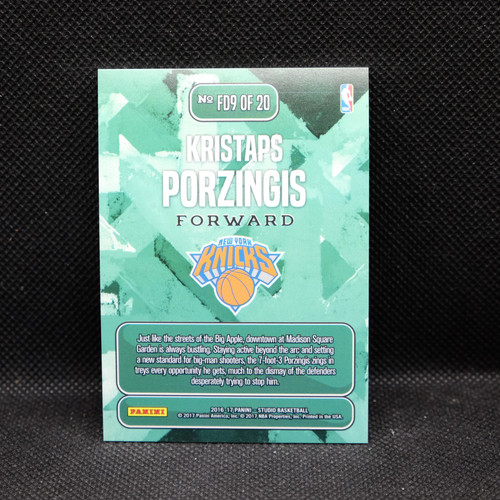 Nº FD9 OF 20
KRISTAPS
PORZINGIS
FORWARD
NEW YORK
KNICKS
Just like the streets of the Big Apple, downtown at Madison Square
Garden is always bustling. Staying active beyond the arc and setting
a new standard for big-man shooters, the 7-foot-3 Porzingis zings in
treys every opportunity he gets, much to the dismay of the defenders
desperately trying to stop him.
PANINI
2016-17 PANINI – STUDIO BASKETBALL
© 2017 Panini America, Inc. © 2017 NBA Properties, Inc. Printed in the USA.